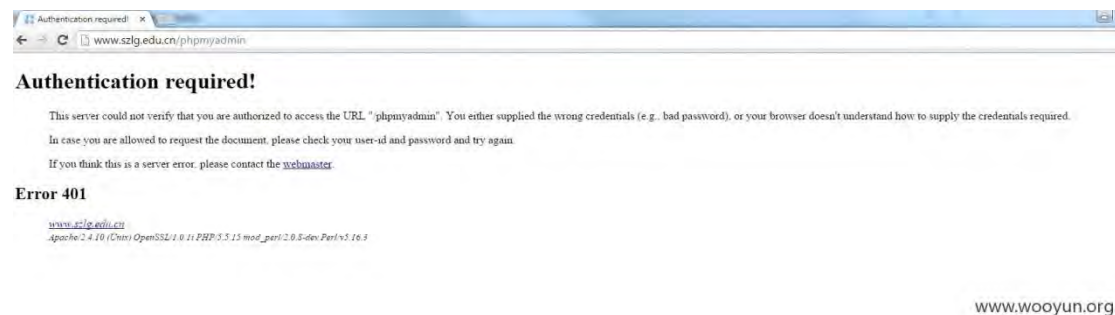 Authentication required! ×
www.szlg.edu.cn/phpmyadmin
Authentication required!
This server could not verify that you are authorized to access the URL "/phpmyadmin". You either supplied the wrong credentials (e.g., bad password), or your browser doesn't understand how to supply the credentials required.
In case you are allowed to request the document, please check your user-id and password and try again.
If you think this is a server error, please contact the webmaster.
Error 401
www.szlg.edu.cn
Apache/2.4.10 (Unix) OpenSSL/1.0.1i PHP/5.5.15 mod_perl/2.0.8-dev Perl/v5.16.3
www.wooyun.org